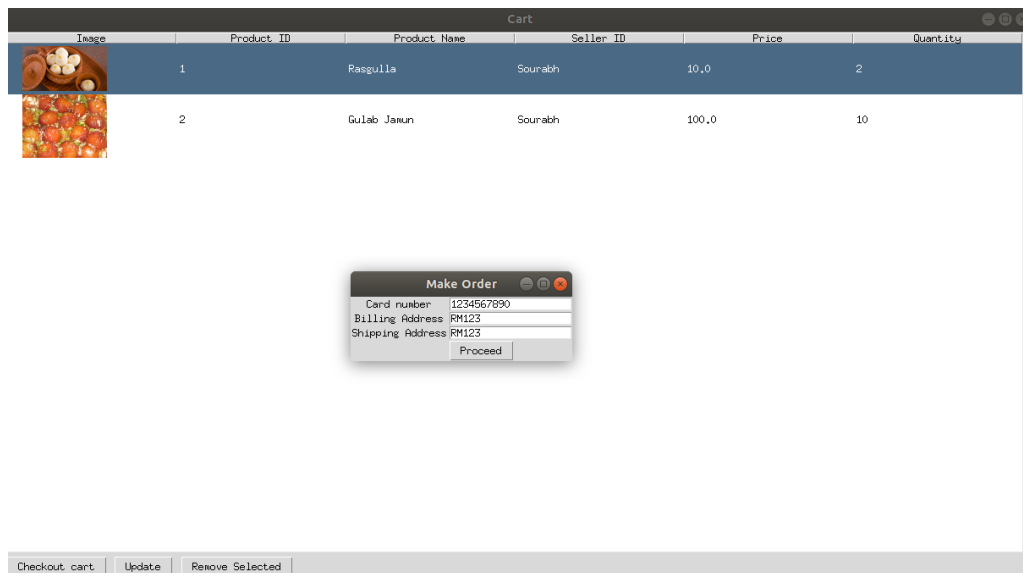 Cart
Image Product ID Product Name Seller ID Price Quantity
1 Rasgulla Sourabh 10.0 2
2 Gulab Jamun Sourabh 100.0 10
Make Order
Card number 1234567890
Billing Address RM123
Shipping Address RM123
Proceed
Checkout cart Update Remove Selected